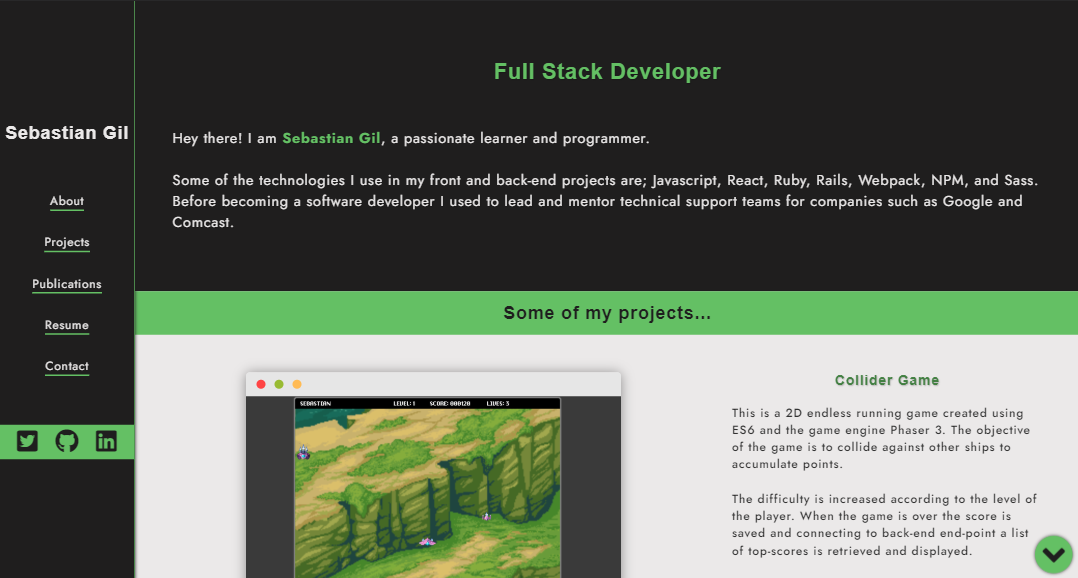 Sebastian Gil
About
Projects
Publications
Resume
Contact
Full Stack Developer
Hey there! I am Sebastian Gil, a passionate learner and programmer.
Some of the technologies I use in my front and back-end projects are; Javascript, React, Ruby, Rails, Webpack, NPM, and Sass.
Before becoming a software developer I used to lead and mentor technical support teams for companies such as Google and
Comcast.
Some of my projects...
SEBASTIAN LEVEL: 1 SCORE: 000120 LIVES: 3
Collider Game
This is a 2D endless running game created using
ES6 and the game engine Phaser 3. The objective
of the game is to collide against other ships to
accumulate points.
The difficulty is increased according to the level of
the player. When the game is over the score is
saved and connecting to back-end end-point a list
of top-scores is retrieved and displayed.